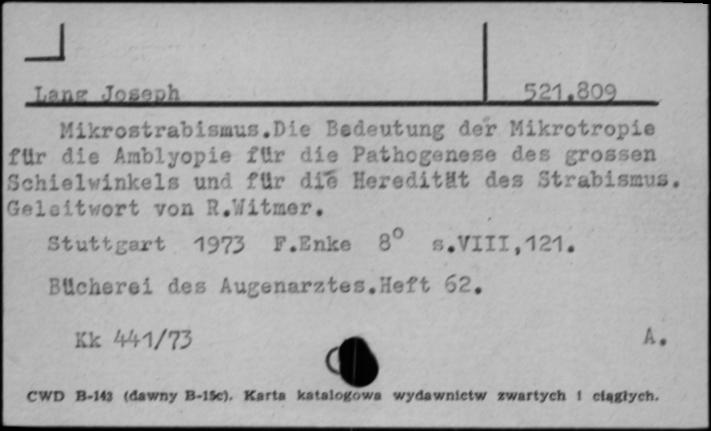 Lang Joseph 521.809
Mikrostrabismus.Die Bedeutung der Mikrotropie
für die Amblyopie für die Pathogenese des grossen
Schielwinkels und für die Heredität des Strabismus.
Geleitwort von R.Witmer.
Stuttgart 1973 F.Enke 8° s.VIII,121.
Bücherei des Augenarztes.Heft 62.
Kk 441/73 A.
CWD B-143 (dawny B-15c). Karta katalogowa wydawnictw zwartych i ciągłych.